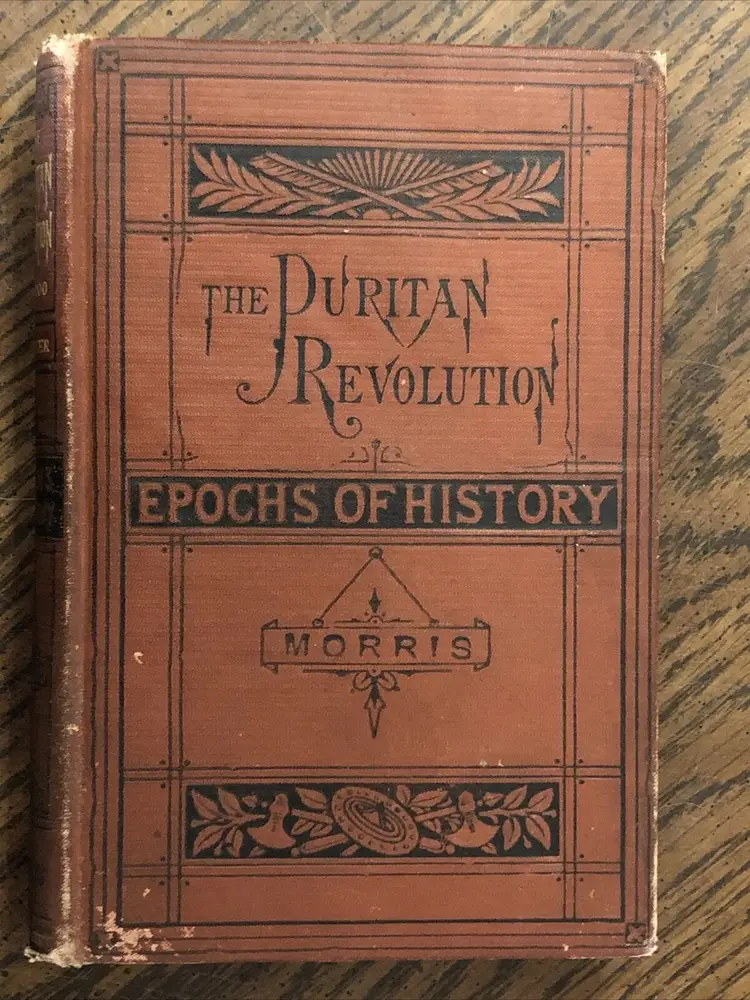 THE PURITAN
REVOLUTION
EPOCHS OF HISTORY
MORRIS